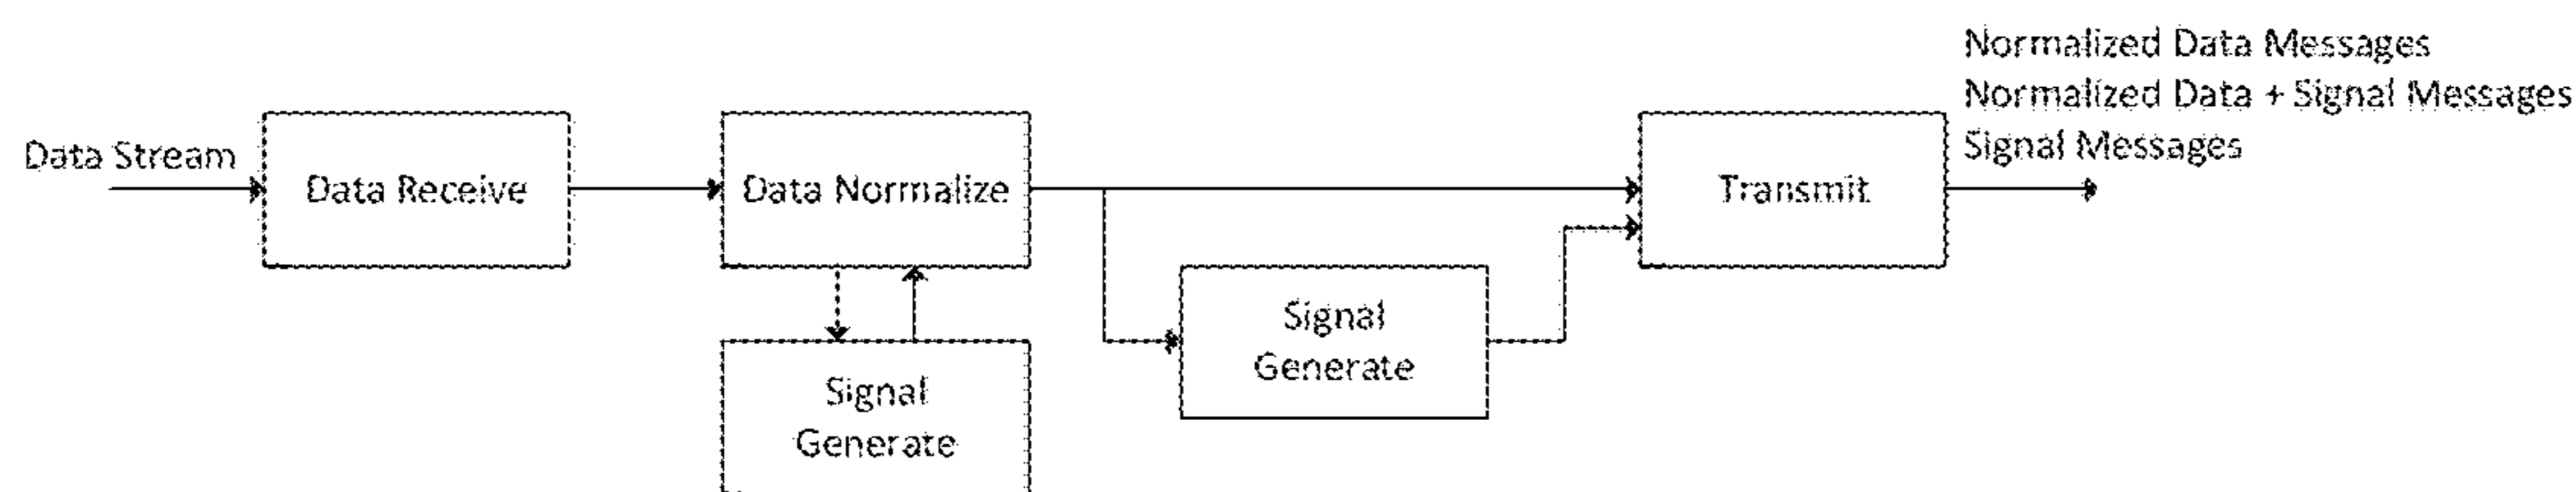 Normalized Data Messages
Normalized Data + Signal Messages
Signal Messages
Data Stream
Data Receive
Data Normalize
Transmit
Signal
Generate
Signal
Generate